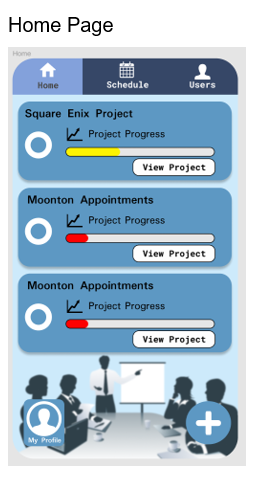 Home Page
Home
Home Schedule Users
Square Enix Project
Project Progress
View Project
Moonton Appointments
Project Progress
View Project
Moonton Appointments
Project Progress
View Project
My Profile